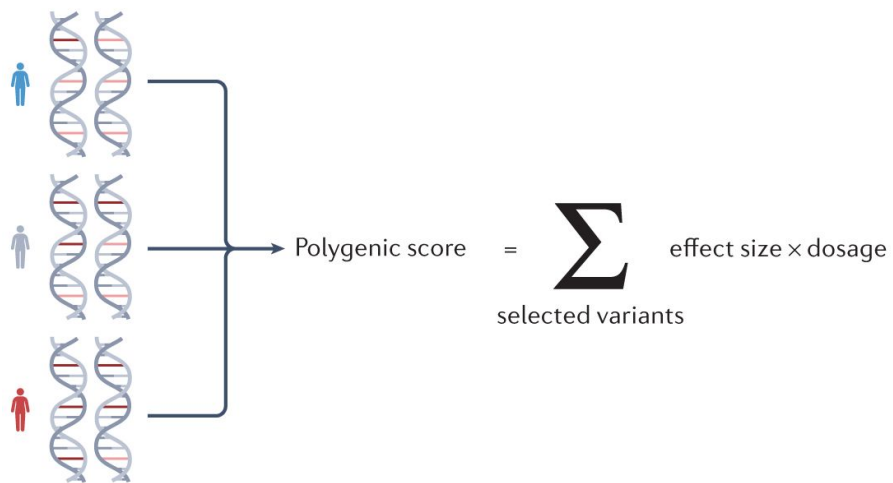 Polygenic score = ∑ effect size × dosage
selected variants